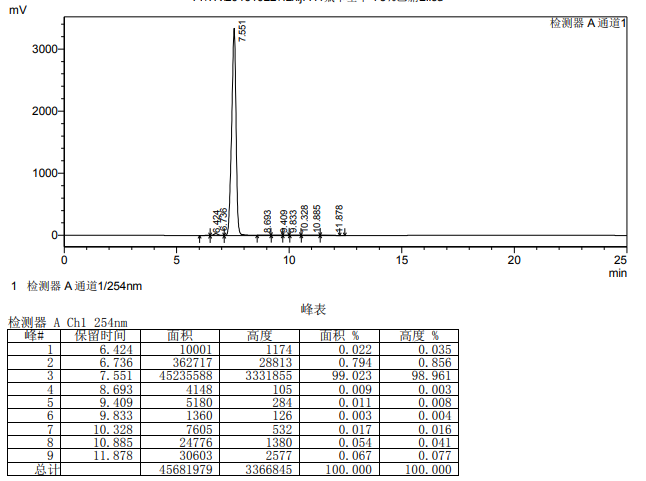 mV
检测器 A 通道1
7.551
3000
2000
1000
0
6.424
6.736
8.693
9.409
9.833
10.328
10.885
11.878
0 5 10 15 20 25
min
1 检测器 A 通道1/254nm
峰表
检测器 A Ch1 254nm
峰# 保留时间 面积 高度 面积 % 高度 %
1 6.424 10001 1174 0.022 0.035
2 6.736 362717 28813 0.794 0.856
3 7.551 45235588 3331855 99.023 98.961
4 8.693 4148 105 0.009 0.003
5 9.409 5180 284 0.011 0.008
6 9.833 1360 126 0.003 0.004
7 10.328 7605 532 0.017 0.016
8 10.885 24776 1380 0.054 0.041
9 11.878 30603 2577 0.067 0.077
总计 45681979 3366845 100.000 100.000